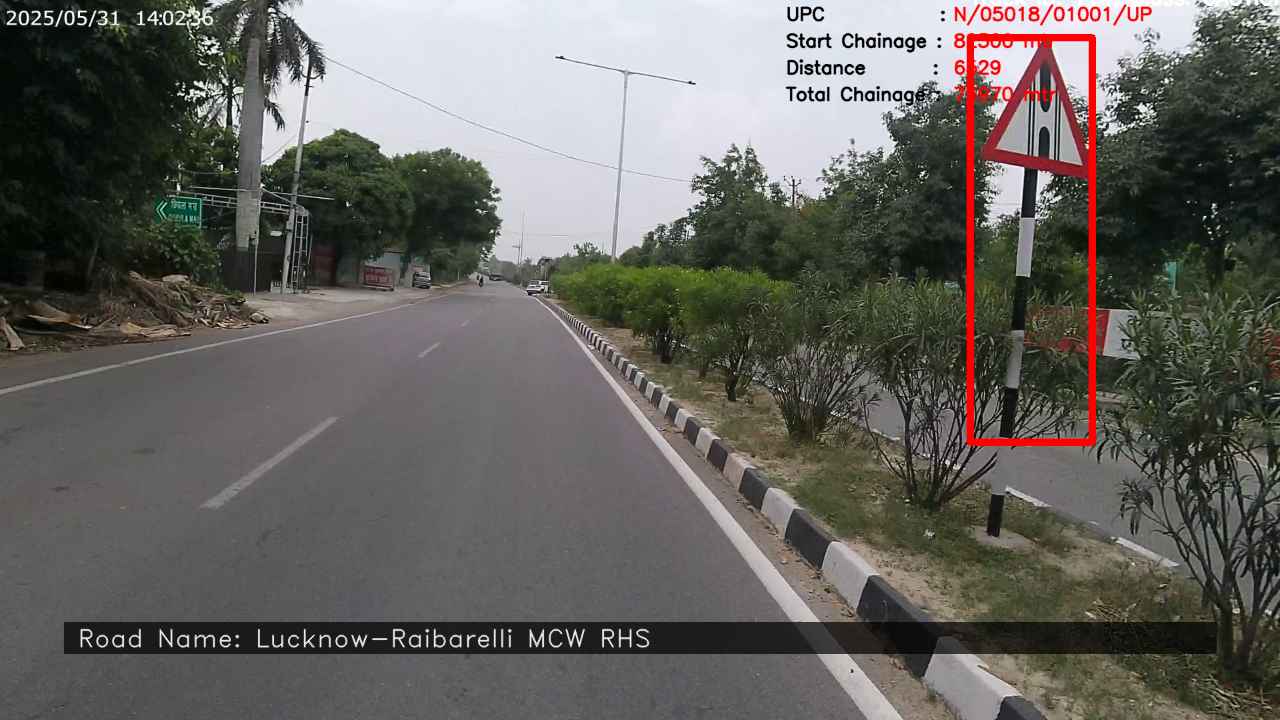 2025/05/31 14:02:36
UPC : N/05018/01001/UP
Start Chainage :
Distance : 6529
Total Chainage :
Road Name: Lucknow-Raibarelli MCW RHS